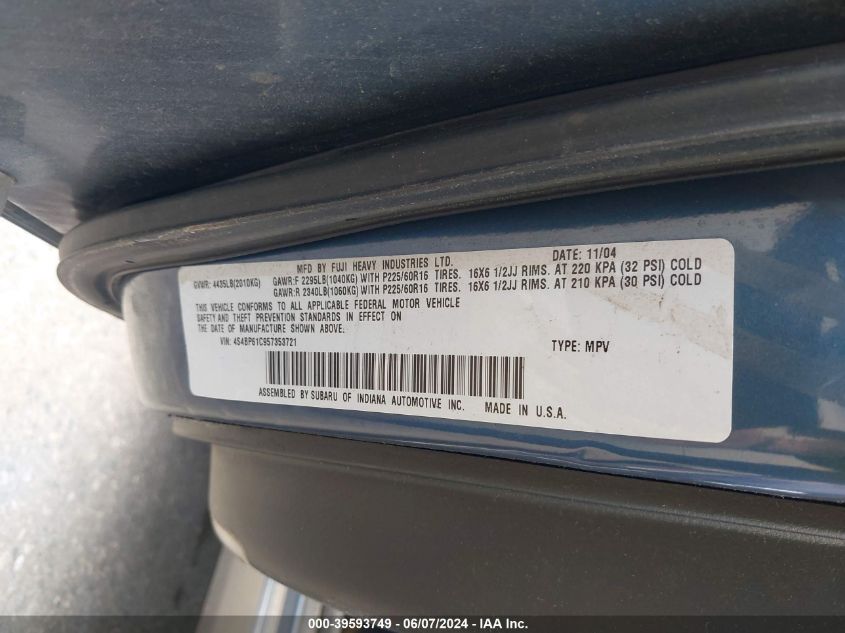 MFD BY FUJI HEAVY INDUSTRIES LTD. DATE: 11/04
GVWR: 4435LB(2010KG) GAWR:F 2295LB(1040KG) WITH P225/60R16 TIRES. 16X6 1/2JJ RIMS. AT 220 KPA (32 PSI) COLD
GAWR:R 2340LB(1060KG) WITH P225/60R16 TIRES. 16X6 1/2JJ RIMS. AT 210 KPA (30 PSI) COLD
THIS VEHICLE CONFORMS TO ALL APPLICABLE FEDERAL MOTOR VEHICLE
SAFETY AND THEFT PREVENTION STANDARDS IN EFFECT ON
THE DATE OF MANUFACTURE SHOWN ABOVE.
VIN: 4S4BP61C957353721 TYPE: MPV
ASSEMBLED BY SUBARU OF INDIANA AUTOMOTIVE INC. MADE IN U.S.A.
000-39593749 - 06/07/2024 - IAA Inc.